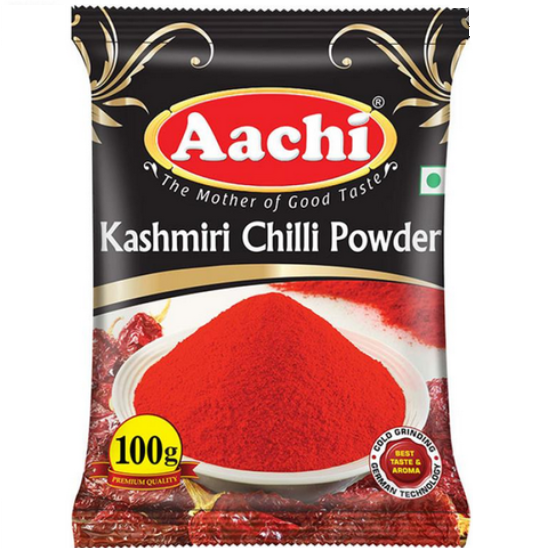 Aachi®
The Mother of Good Taste
Kashmiri Chilli Powder
100g
PREMIUM QUALITY
COLD GRINDING
BEST
TASTE &
AROMA
GERMAN TECHNOLOGY